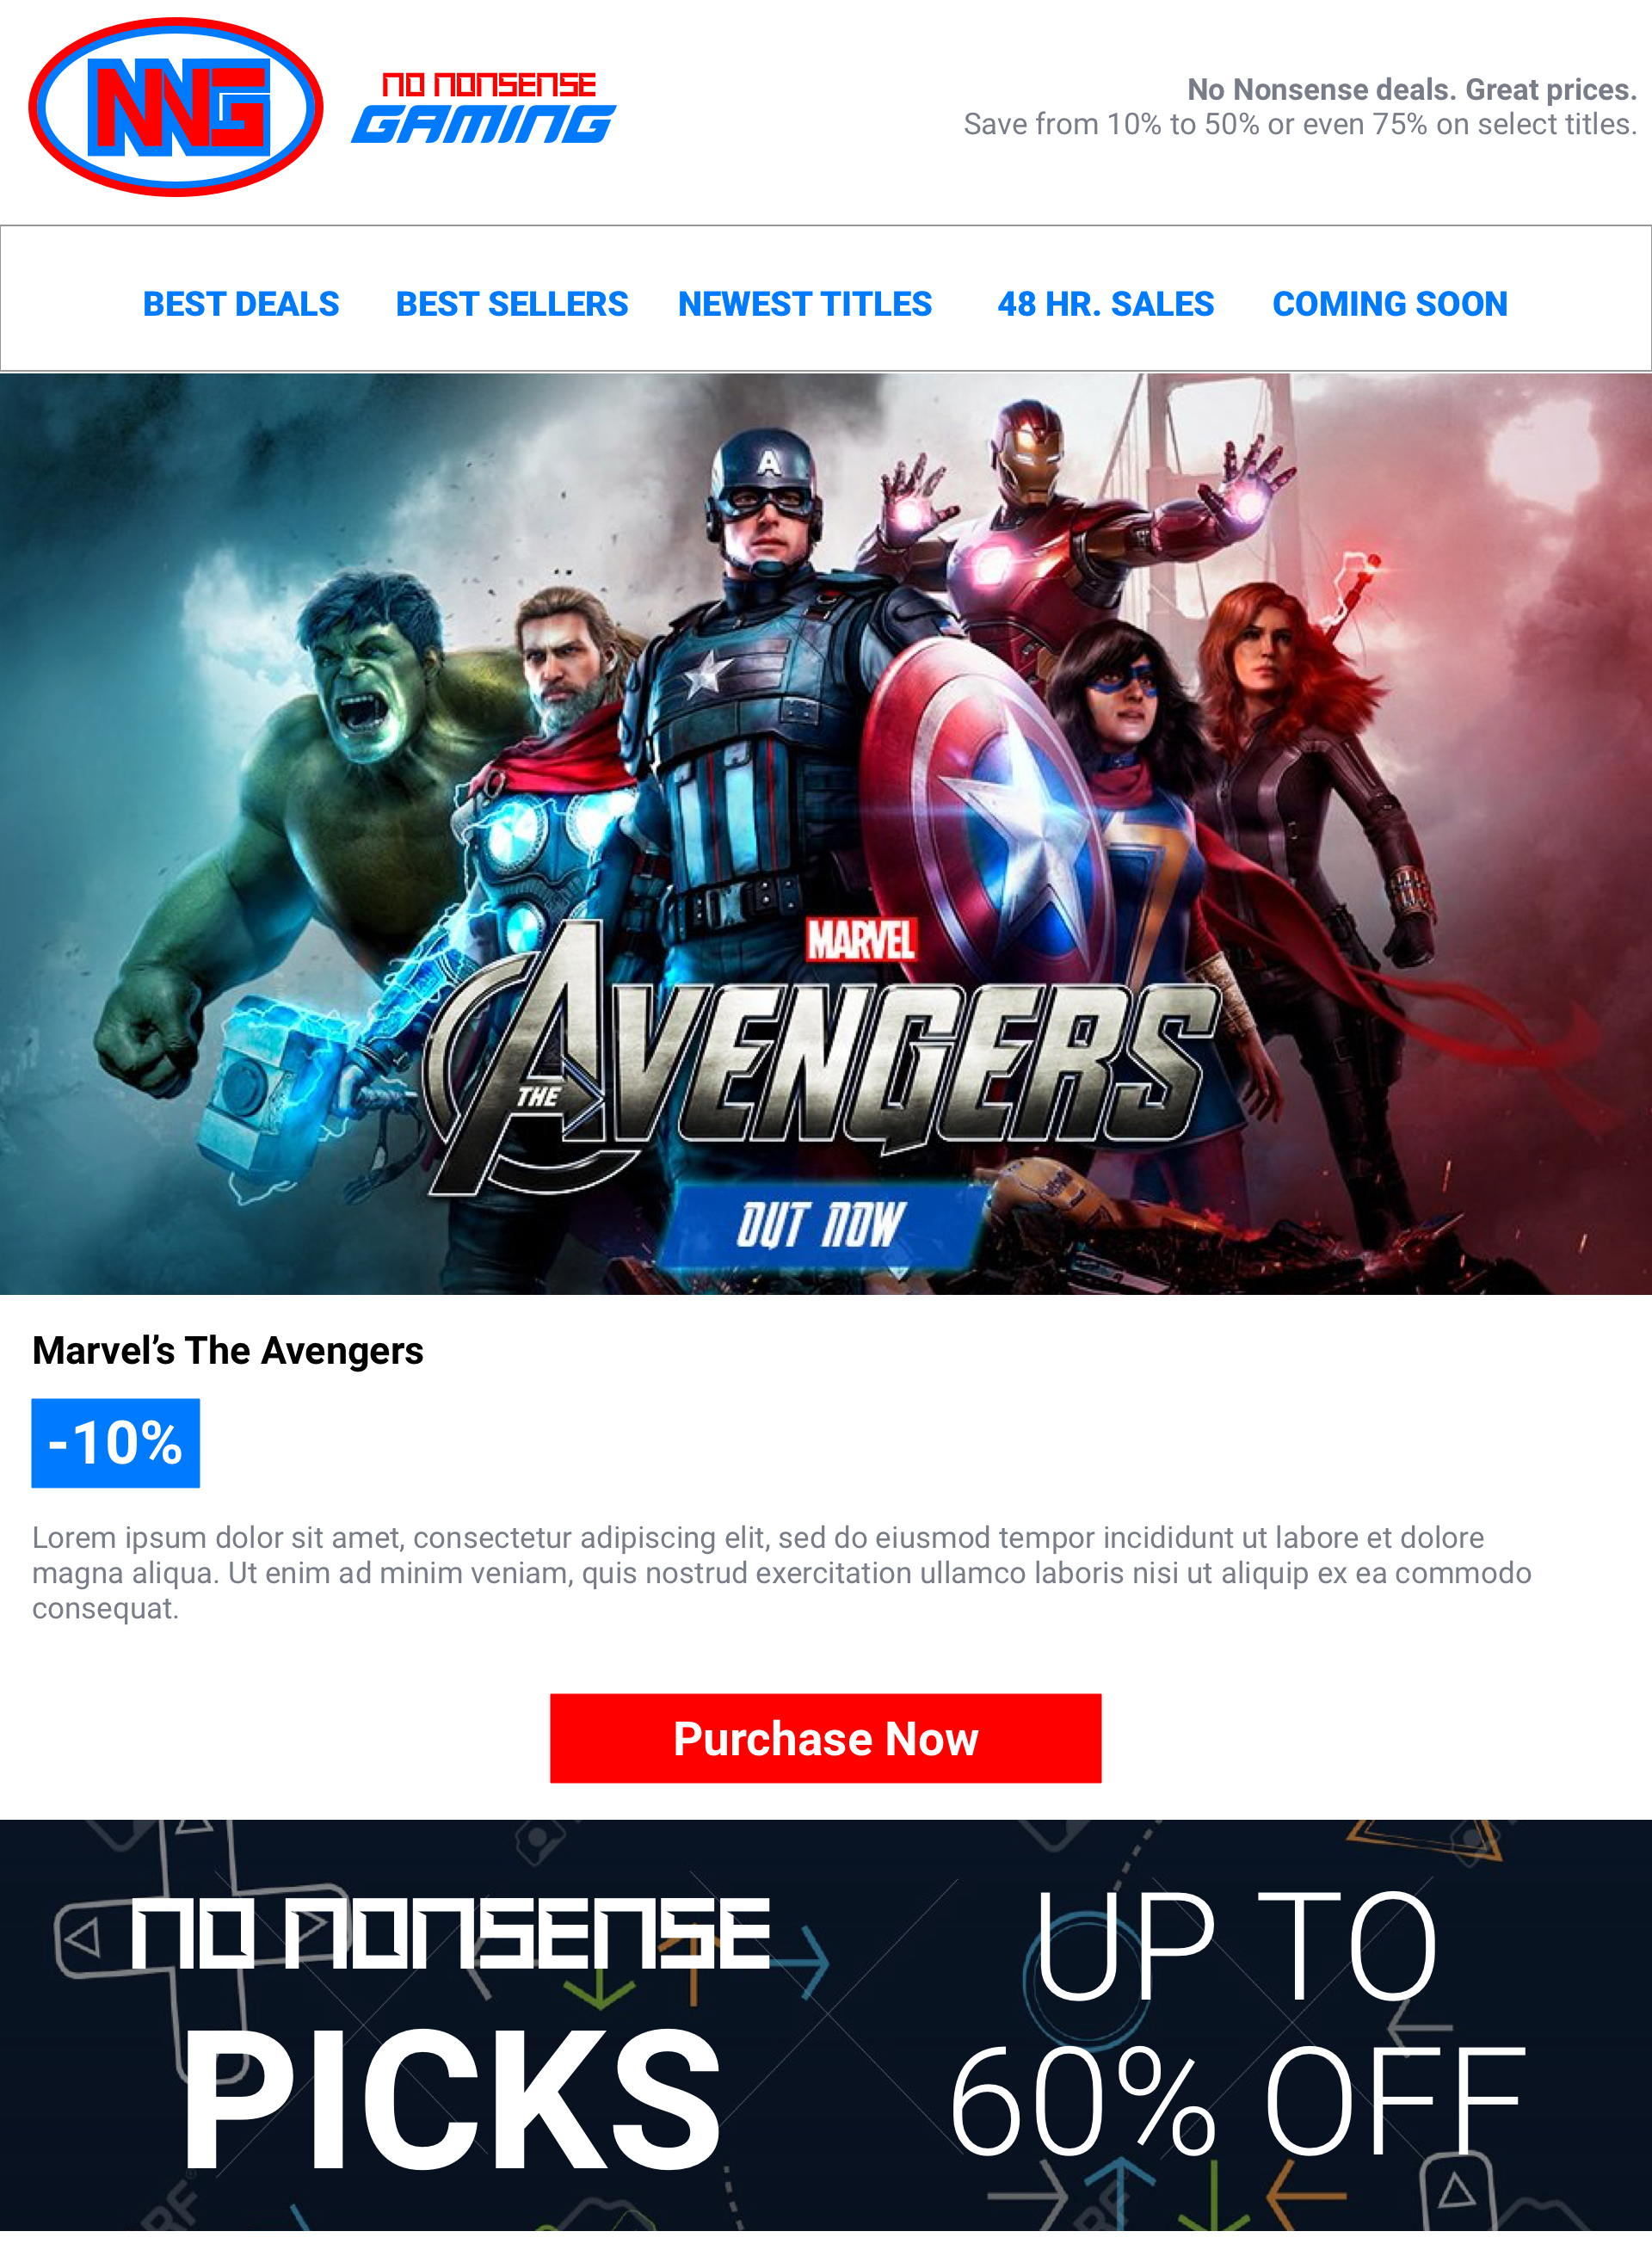 NNG
NO NONSENSE
GAMING
No Nonsense deals. Great prices.
Save from 10% to 50% or even 75% on select titles.
BEST DEALS BEST SELLERS NEWEST TITLES 48 HR. SALES COMING SOON
A
MARVEL
THE AVENGERS
OUT NOW
Marvel’s The Avengers
-10%
Lorem ipsum dolor sit amet, consectetur adipiscing elit, sed do eiusmod tempor incididunt ut labore et dolore
magna aliqua. Ut enim ad minim veniam, quis nostrud exercitation ullamco laboris nisi ut aliquip ex ea commodo
consequat.
Purchase Now
NO NONSENSE
PICKS
UP TO
60% OFF